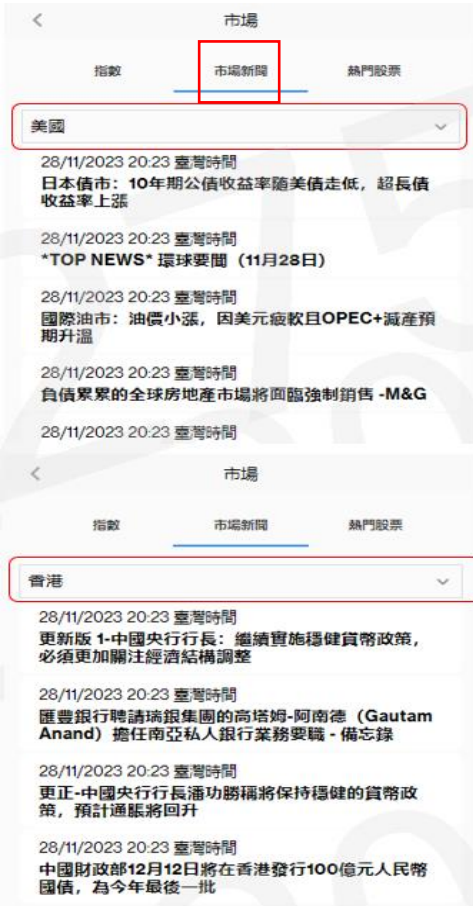 市場
指數 市場新聞 熱門股票
美國
28/11/2023 20:23 臺灣時間
日本債市：10年期公債收益率隨美債走低，超長債
收益率上漲
28/11/2023 20:23 臺灣時間
*TOP NEWS* 環球要聞（11月28日）
28/11/2023 20:23 臺灣時間
國際油市：油價小漲，因美元疲軟且OPEC+減產預
期升溫
28/11/2023 20:23 臺灣時間
負債累累的全球房地產市場將面臨強制銷售 -M&G
28/11/2023 20:23 臺灣時間
市場
指數 市場新聞 熱門股票
香港
28/11/2023 20:23 臺灣時間
更新版 1-中國央行行長：繼續實施穩健貨幣政策，
必須更加關注經濟結構調整
28/11/2023 20:23 臺灣時間
匯豐銀行聘請瑞銀集團的高塔姆-阿南德（Gautam
Anand）擔任南亞私人銀行業務要職 - 備忘錄
28/11/2023 20:23 臺灣時間
更正-中國央行行長潘功勝稱將保持穩健的貨幣政
策，預計通脹將回升
28/11/2023 20:23 臺灣時間
中國財政部12月12日將在香港發行100億元人民幣
國債，為今年最後一批